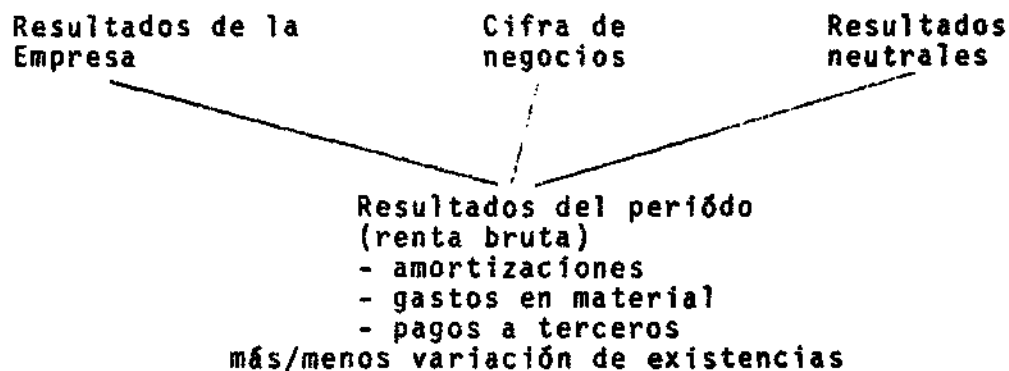 Resultados de la
Empresa
Cifra de
negocios
Resultados
neutrales
Resultados del periódo
(renta bruta)
- amortizaciones
- gastos en material
- pagos a terceros
más/menos variación de existencias